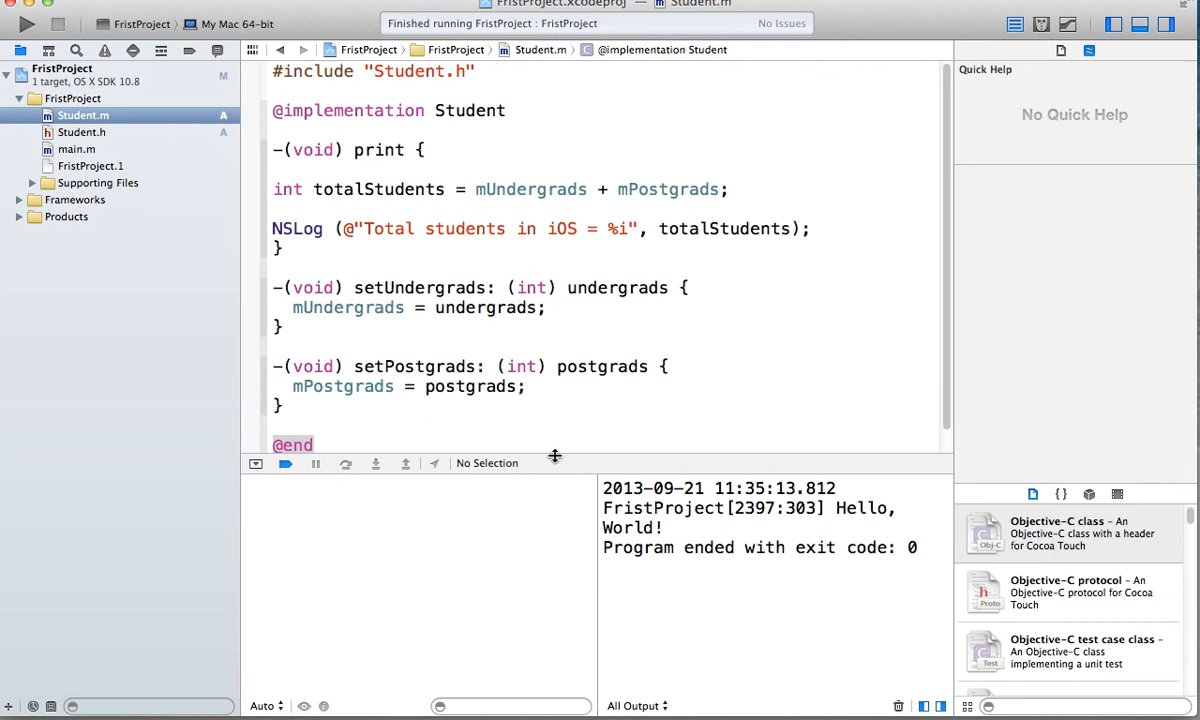 FristProject.xcodeproj — Student.m
FristProject My Mac 64-bit
Finished running FristProject : FristProject No Issues
FristProject FristProject Student.m @implementation Student
FristProject M
1 target, OS X SDK 10.8
FristProject
Student.m A
Student.h A
main.m
FristProject.1
Supporting Files
Frameworks
Products
#include "Student.h"
@implementation Student
-(void) print {
int totalStudents = mUndergrads + mPostgrads;
NSLog (@"Total students in iOS = %i", totalStudents);
}
-(void) setUndergrads: (int) undergrads {
mUndergrads = undergrads;
}
-(void) setPostgrads: (int) postgrads {
mPostgrads = postgrads;
}
@end
No Selection
2013-09-21 11:35:13.812
FristProject[2397:303] Hello,
World!
Program ended with exit code: 0
Auto
All Output
Quick Help
No Quick Help
{}
Obj-C
Objective-C class - An
Objective-C class with a header
for Cocoa Touch
h
Proto
Objective-C protocol - An
Objective-C protocol for Cocoa
Touch
Test
Objective-C test case class -
An Objective-C class
implementing a unit test